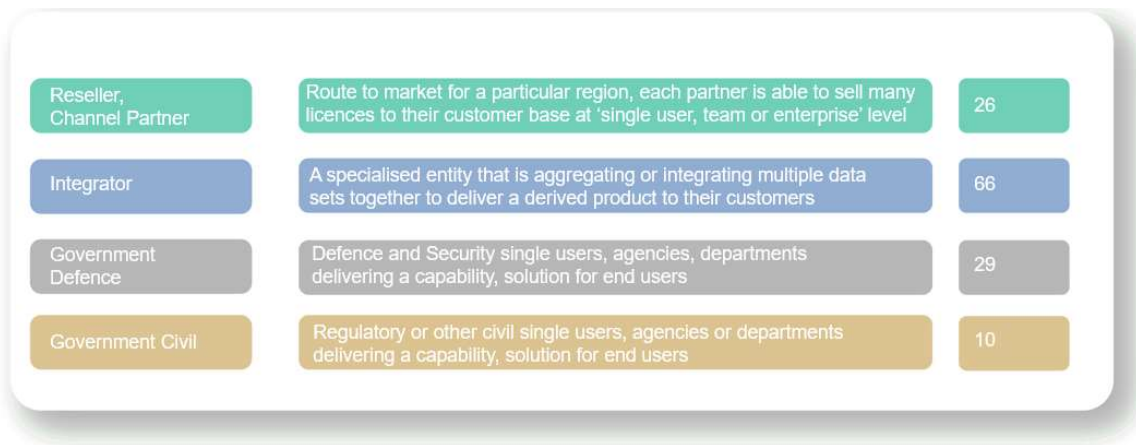 Reseller,
Channel Partner
Route to market for a particular region, each partner is able to sell many
licences to their customer base at ‘single user, team or enterprise’ level
26
Integrator
A specialised entity that is aggregating or integrating multiple data
sets together to deliver a derived product to their customers
66
Government
Defence
Defence and Security single users, agencies, departments
delivering a capability, solution for end users
29
Government Civil
Regulatory or other civil single users, agencies or departments
delivering a capability, solution for end users
10